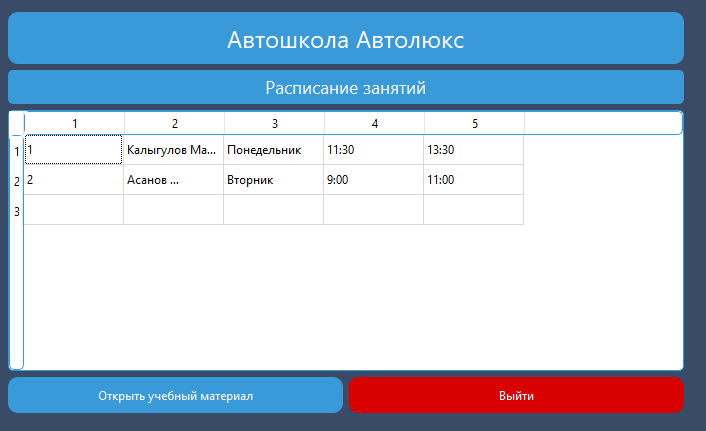 Автошкола Автолюкс
Расписание занятий
1 2 3 4 5
1 1 Калыгулов Ма... Понедельник 11:30 13:30
2 2 Асанов ... Вторник 9:00 11:00
3
Открыть учебный материал Выйти